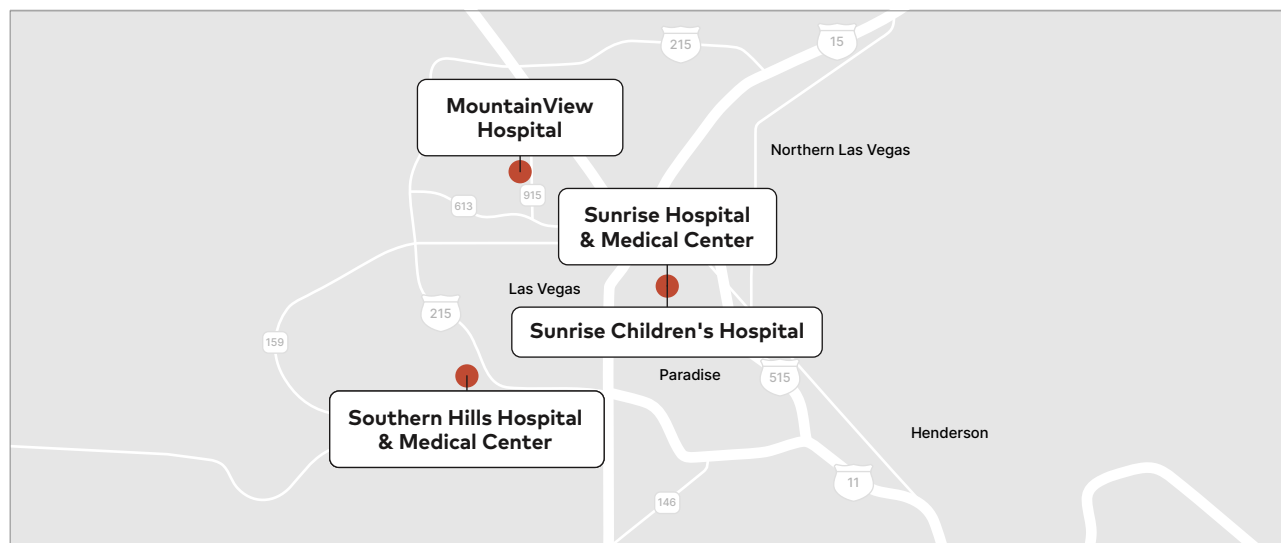 215
15
MountainView
Hospital
Northern Las Vegas
915
613
Sunrise Hospital
& Medical Center
Las Vegas
215
Sunrise Children's Hospital
159
Paradise
515
Southern Hills Hospital
& Medical Center
Henderson
11
146